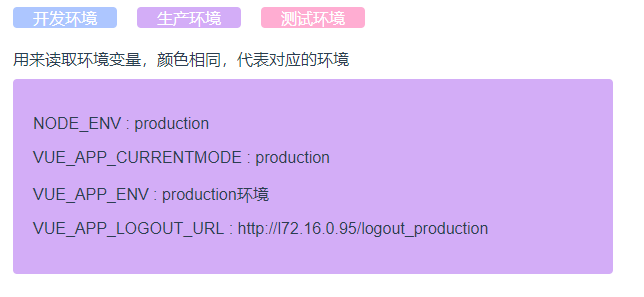 开发环境 生产环境 测试环境
用来读取环境变量，颜色相同，代表对应的环境
NODE_ENV : production
VUE_APP_CURRENTMODE : production
VUE_APP_ENV : production环境
VUE_APP_LOGOUT_URL : http://l72.16.0.95/logout_production